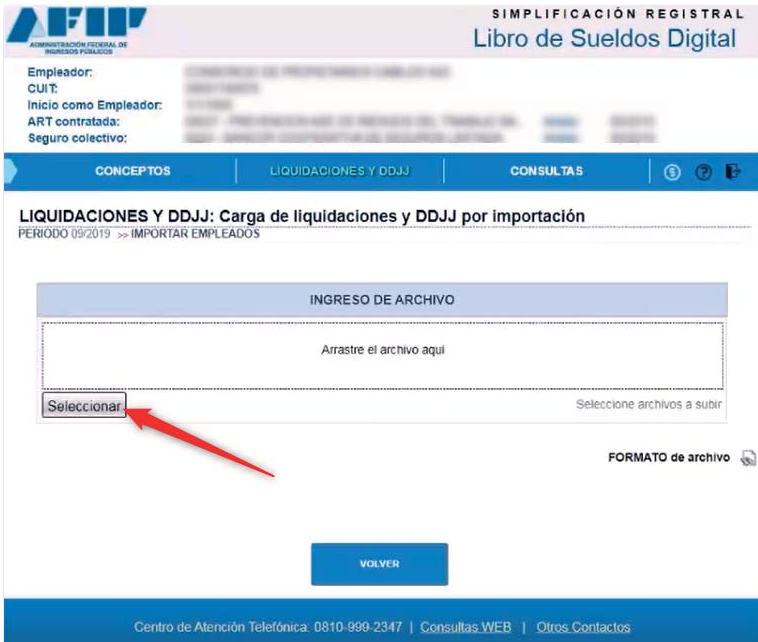 AFIP
ADMINISTRACIÓN FEDERAL DE
INGRESOS PÚBLICOS
SIMPLIFICACIÓN REGISTRAL
Libro de Sueldos Digital
Empleador:
CUIT:
Inicio como Empleador:
ART contratada:
Seguro colectivo:
CONCEPTOS
LIQUIDACIONES Y DDJJ
CONSULTAS
LIQUIDACIONES Y DDJJ: Carga de liquidaciones y DDJJ por importación
PERIODO 09/2019 >> IMPORTAR EMPLEADOS
INGRESO DE ARCHIVO
Arrastre el archivo aqui
Seleccionar
Seleccione archivos a subir
FORMATO de archivo
VOLVER
Centro de Atención Telefónica: 0810-999-2347 | Consultas WEB | Otros Contactos